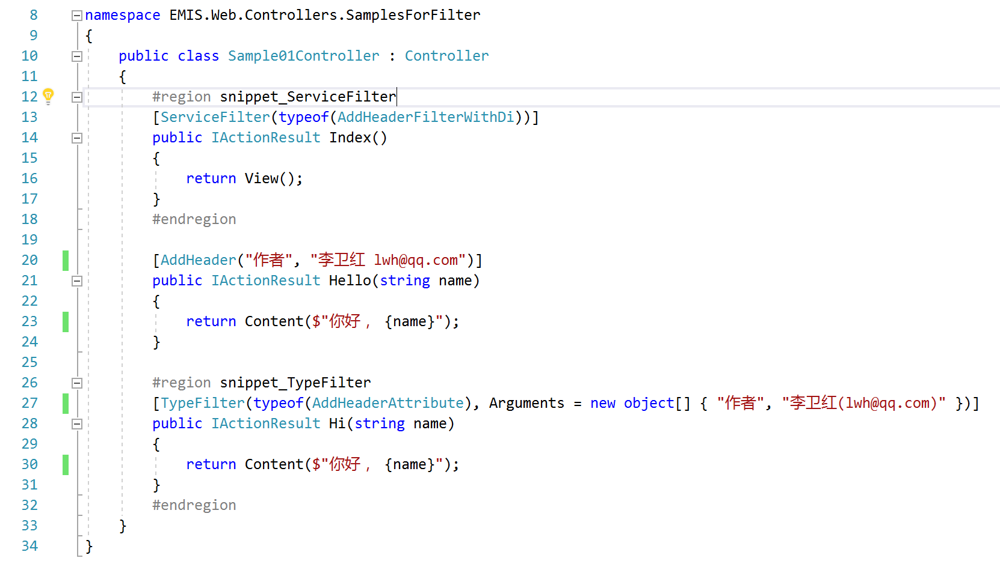 8 namespace EMIS.Web.Controllers.SamplesForFilter
9 {
10     public class Sample01Controller : Controller
11     {
12         #region snippet_ServiceFilter
13         [ServiceFilter(typeof(AddHeaderFilterWithDi))]
14         public IActionResult Index()
15         {
16             return View();
17         }
18         #endregion
19
20         [AddHeader("作者", "李卫红 lwh@qq.com")]
21         public IActionResult Hello(string name)
22         {
23             return Content($"你好， {name}");
24         }
25
26         #region snippet_TypeFilter
27         [TypeFilter(typeof(AddHeaderAttribute), Arguments = new object[] { "作者", "李卫红(lwh@qq.com)" })]
28         public IActionResult Hi(string name)
29         {
30             return Content($"你好， {name}");
31         }
32         #endregion
33     }
34 }